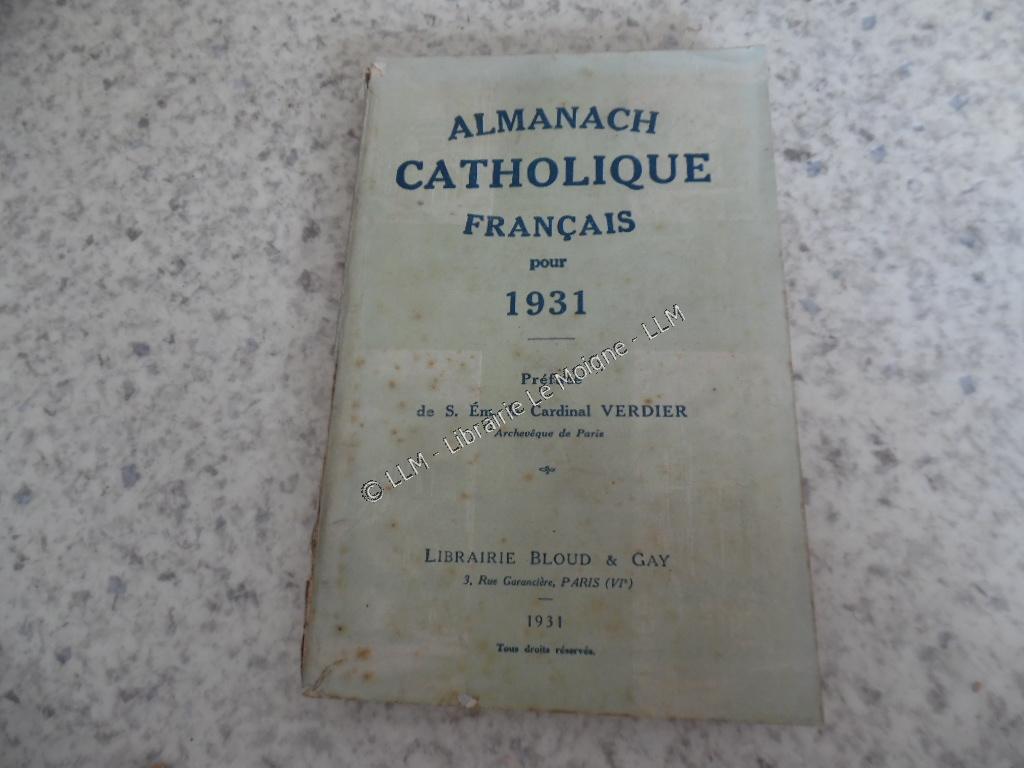 ALMANACH
CATHOLIQUE
FRANÇAIS
pour
1931
Préface
de S. Ém. Cardinal VERDIER
Archevêque de Paris
© LLM - Librairie Le Moigne - LLM
LIBRAIRIE BLOUD & GAY
3, Rue Garancière, PARIS (VIe)
1931
Tous droits réservés.